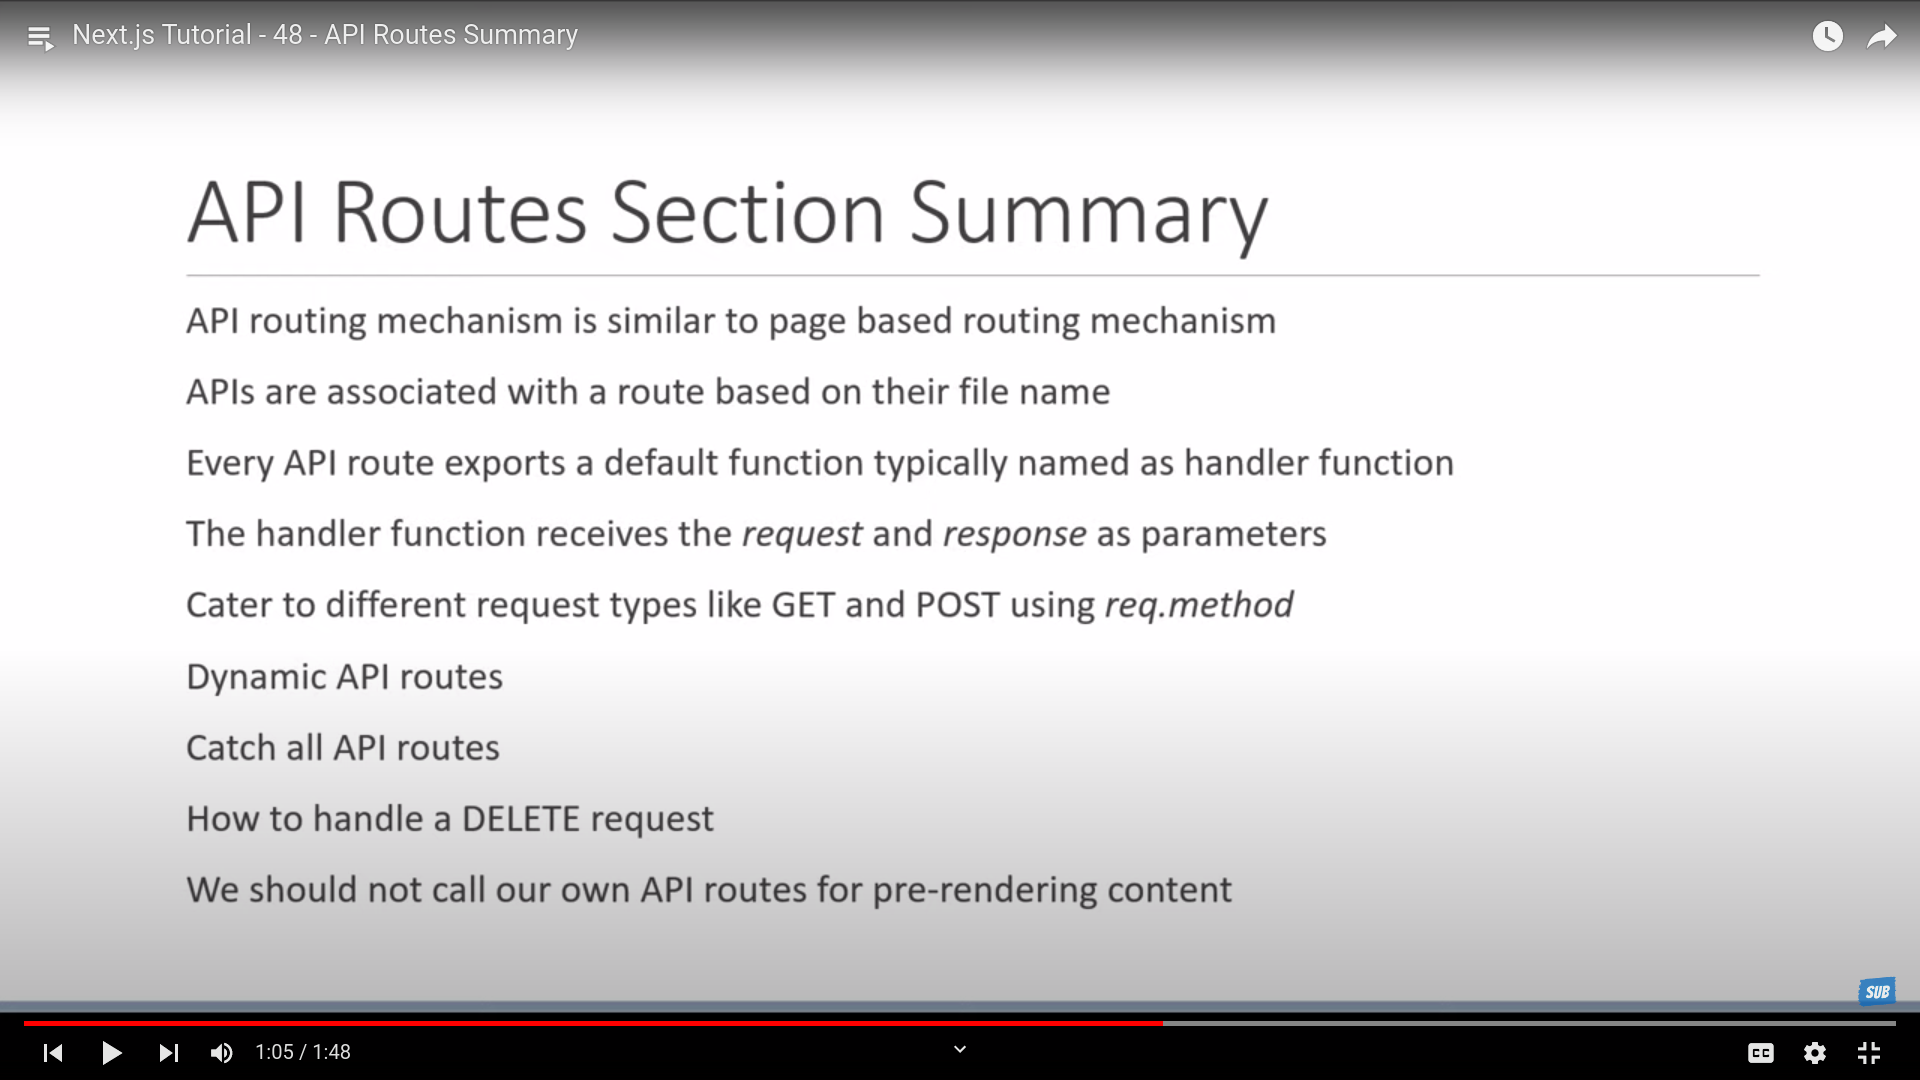 Next.js Tutorial - 48 - API Routes Summary
API Routes Section Summary
API routing mechanism is similar to page based routing mechanism
APIs are associated with a route based on their file name
Every API route exports a default function typically named as handler function
The handler function receives the request and response as parameters
Cater to different request types like GET and POST using req.method
Dynamic API routes
Catch all API routes
How to handle a DELETE request
We should not call our own API routes for pre-rendering content
SUB
1:05 / 1:48
CC